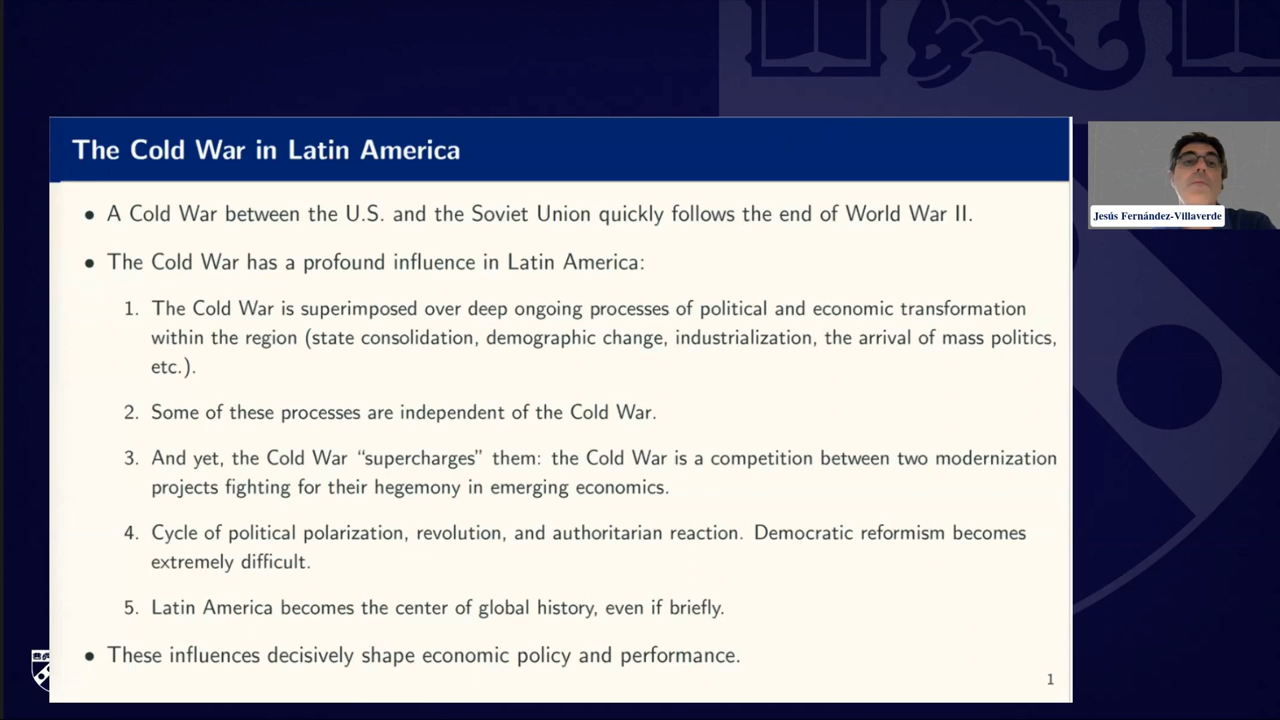 The Cold War in Latin America
• A Cold War between the U.S. and the Soviet Union quickly follows the end of World War II.
• The Cold War has a profound influence in Latin America:
1. The Cold War is superimposed over deep ongoing processes of political and economic transformation
within the region (state consolidation, demographic change, industrialization, the arrival of mass politics,
etc.).
2. Some of these processes are independent of the Cold War.
3. And yet, the Cold War “supercharges” them: the Cold War is a competition between two modernization
projects fighting for their hegemony in emerging economics.
4. Cycle of political polarization, revolution, and authoritarian reaction. Democratic reformism becomes
extremely difficult.
5. Latin America becomes the center of global history, even if briefly.
• These influences decisively shape economic policy and performance.
1
Jesús Fernández-Villaverde